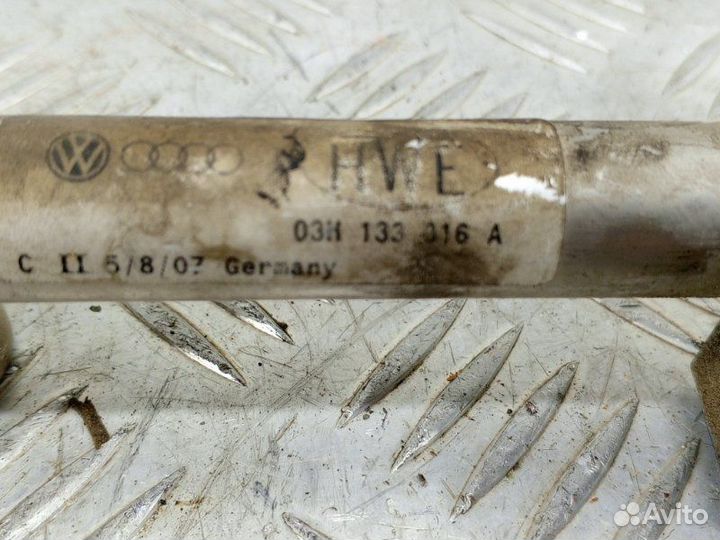 HWE
03H 133 316 A
C II 5/8/07 Germany
Avito